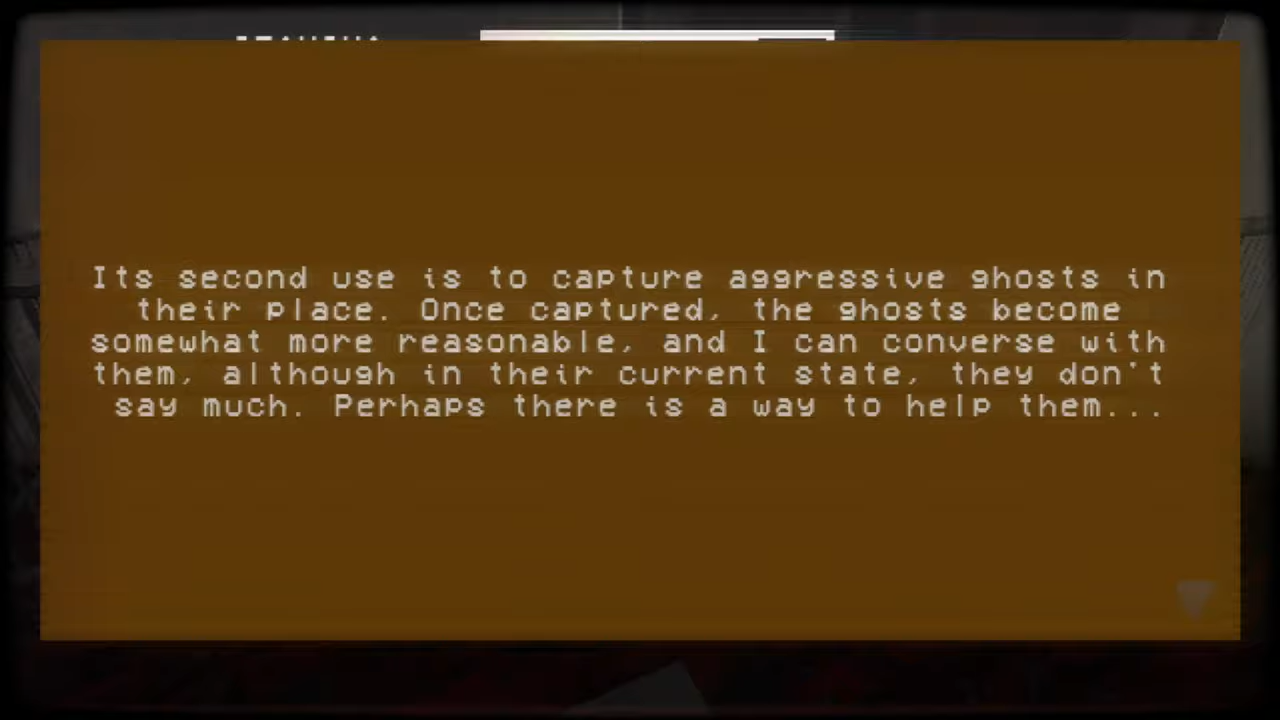 Its second use is to capture aggressive ghosts in
their place. Once captured, the ghosts become
somewhat more reasonable, and I can converse with
them, although in their current state, they don't
say much. Perhaps there is a way to help them...